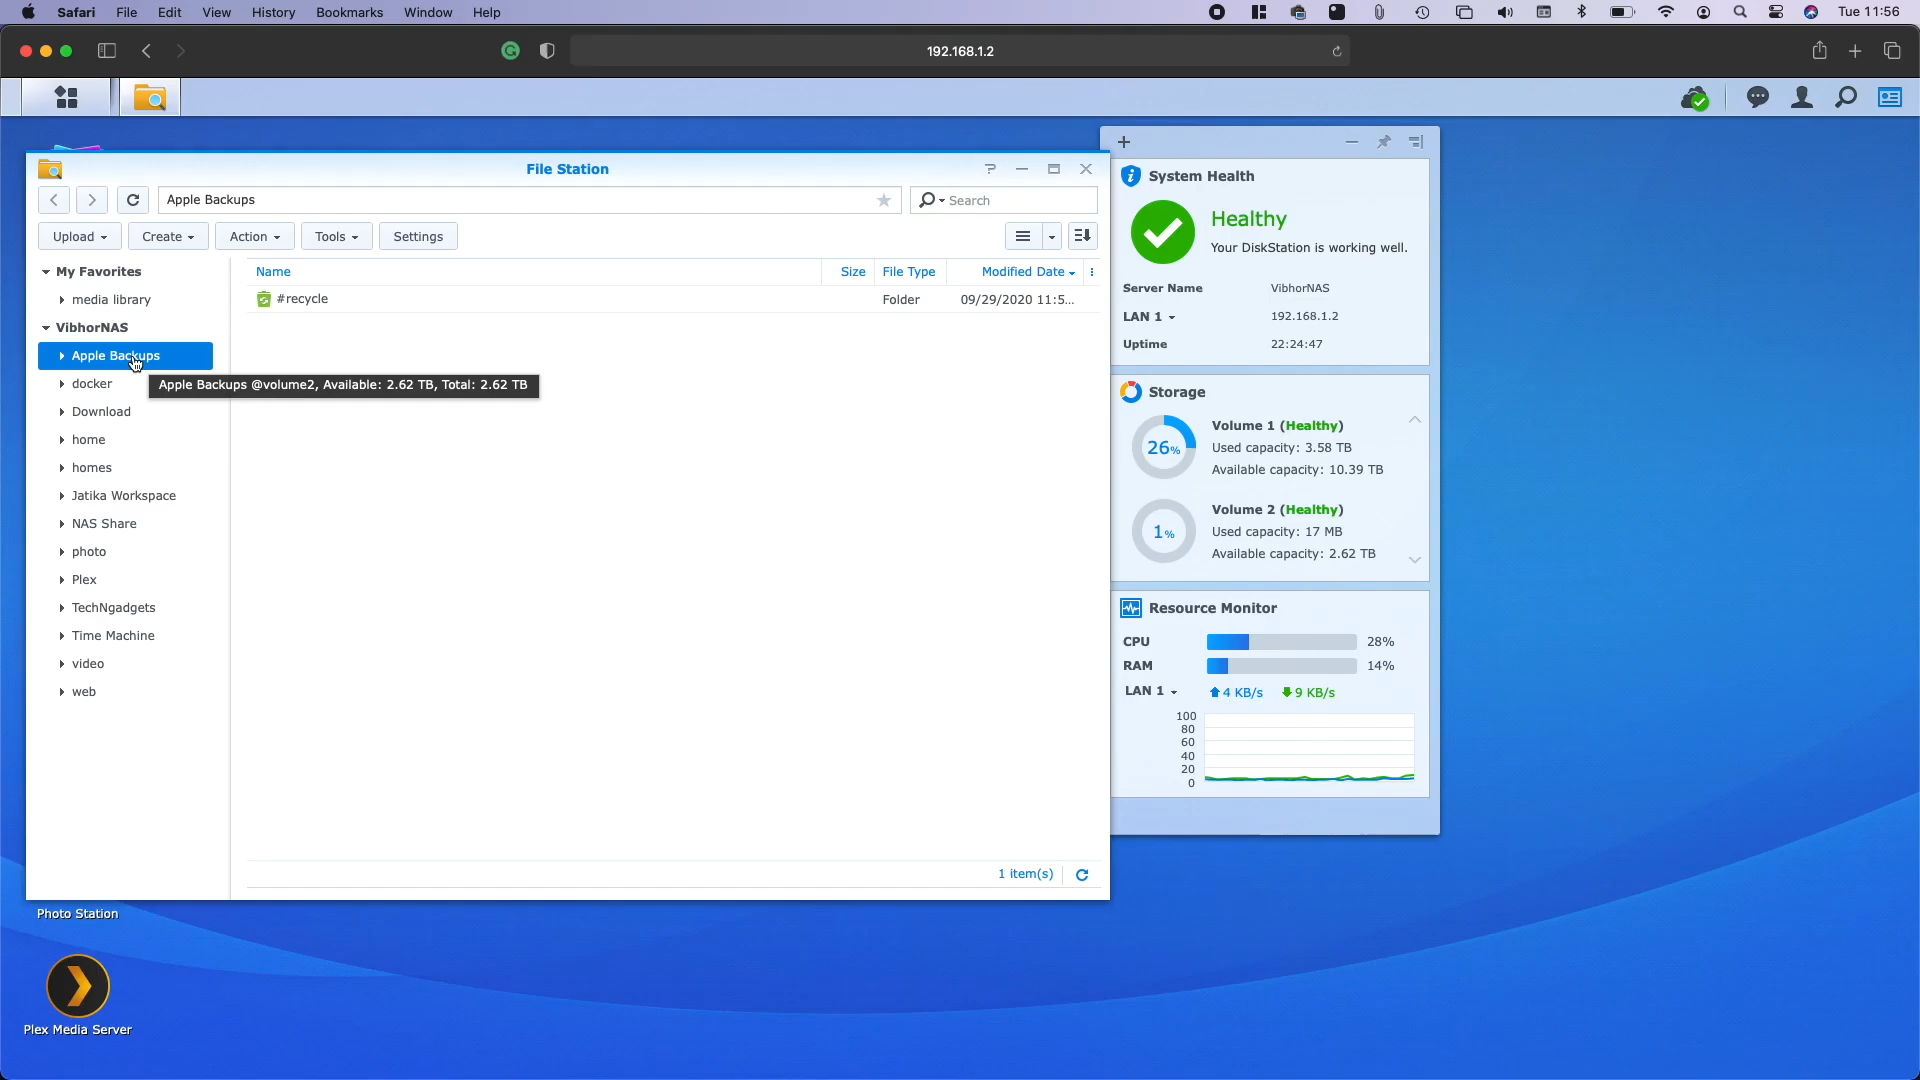 Safari File Edit View History Bookmarks Window Help Tue 11:56
192.168.1.2
File Station
Apple Backups
Search
Upload Create Action Tools Settings
My Favorites
media library
VibhorNAS
Apple Backups
docker
Download
home
homes
Jatika Workspace
NAS Share
photo
Plex
TechNgadgets
Time Machine
video
web
Name Size File Type Modified Date
#recycle Folder 09/29/2020 11:5...
Apple Backups @volume2, Available: 2.62 TB, Total: 2.62 TB
1 item(s)
System Health
Healthy
Your DiskStation is working well.
Server Name VibhorNAS
LAN 1 192.168.1.2
Uptime 22:24:47
Storage
26%
Volume 1 (Healthy)
Used capacity: 3.58 TB
Available capacity: 10.39 TB
1%
Volume 2 (Healthy)
Used capacity: 17 MB
Available capacity: 2.62 TB
Resource Monitor
CPU 28%
RAM 14%
LAN 1 4 KB/s 9 KB/s
100
80
60
40
20
0
Photo Station
Plex Media Server